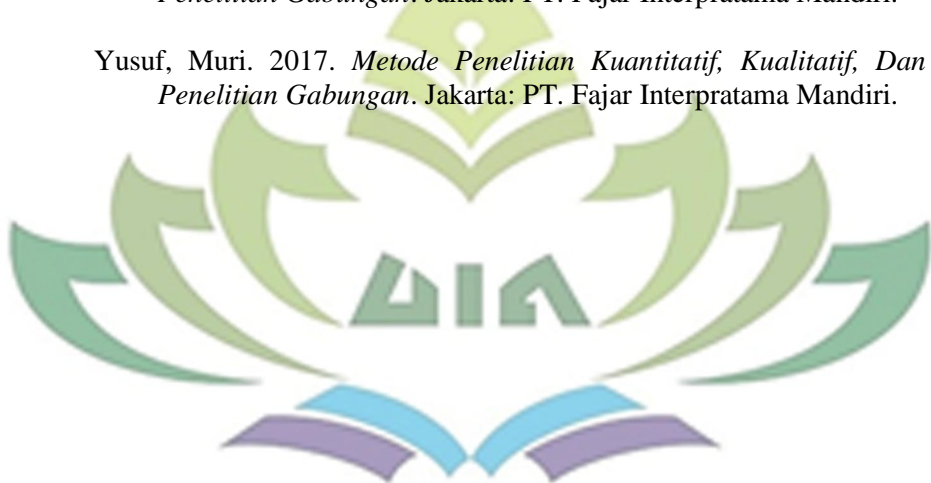 Penelitian Gabungan. Jakarta: PT. Fajar Interpratama Mandiri.
Yusuf, Muri. 2017. Metode Penelitian Kuantitatif, Kualitatif, Dan
Penelitian Gabungan. Jakarta: PT. Fajar Interpratama Mandiri.
UIN